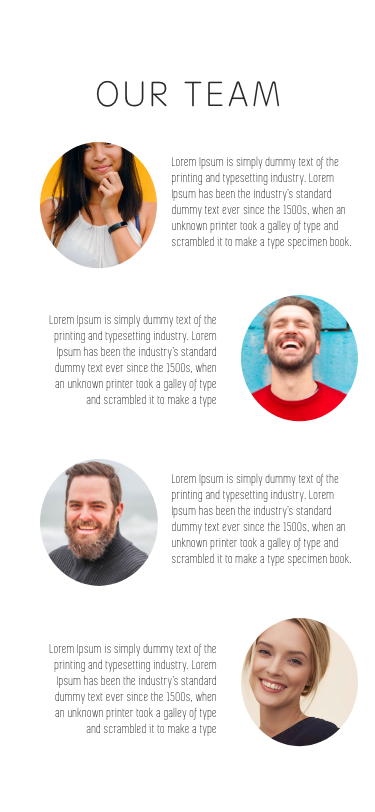 OUR TEAM
Lorem Ipsum is simply dummy text of the
printing and typesetting industry. Lorem
Ipsum has been the industry's standard
dummy text ever since the 1500s, when an
unknown printer took a galley of type and
scrambled it to make a type specimen book.
Lorem Ipsum is simply dummy text of the
printing and typesetting industry. Lorem
Ipsum has been the industry's standard
dummy text ever since the 1500s, when
an unknown printer took a galley of type
and scrambled it to make a type
Lorem Ipsum is simply dummy text of the
printing and typesetting industry. Lorem
Ipsum has been the industry's standard
dummy text ever since the 1500s, when an
unknown printer took a galley of type and
scrambled it to make a type specimen book.
Lorem Ipsum is simply dummy text of the
printing and typesetting industry. Lorem
Ipsum has been the industry's standard
dummy text ever since the 1500s, when
an unknown printer took a galley of type
and scrambled it to make a type